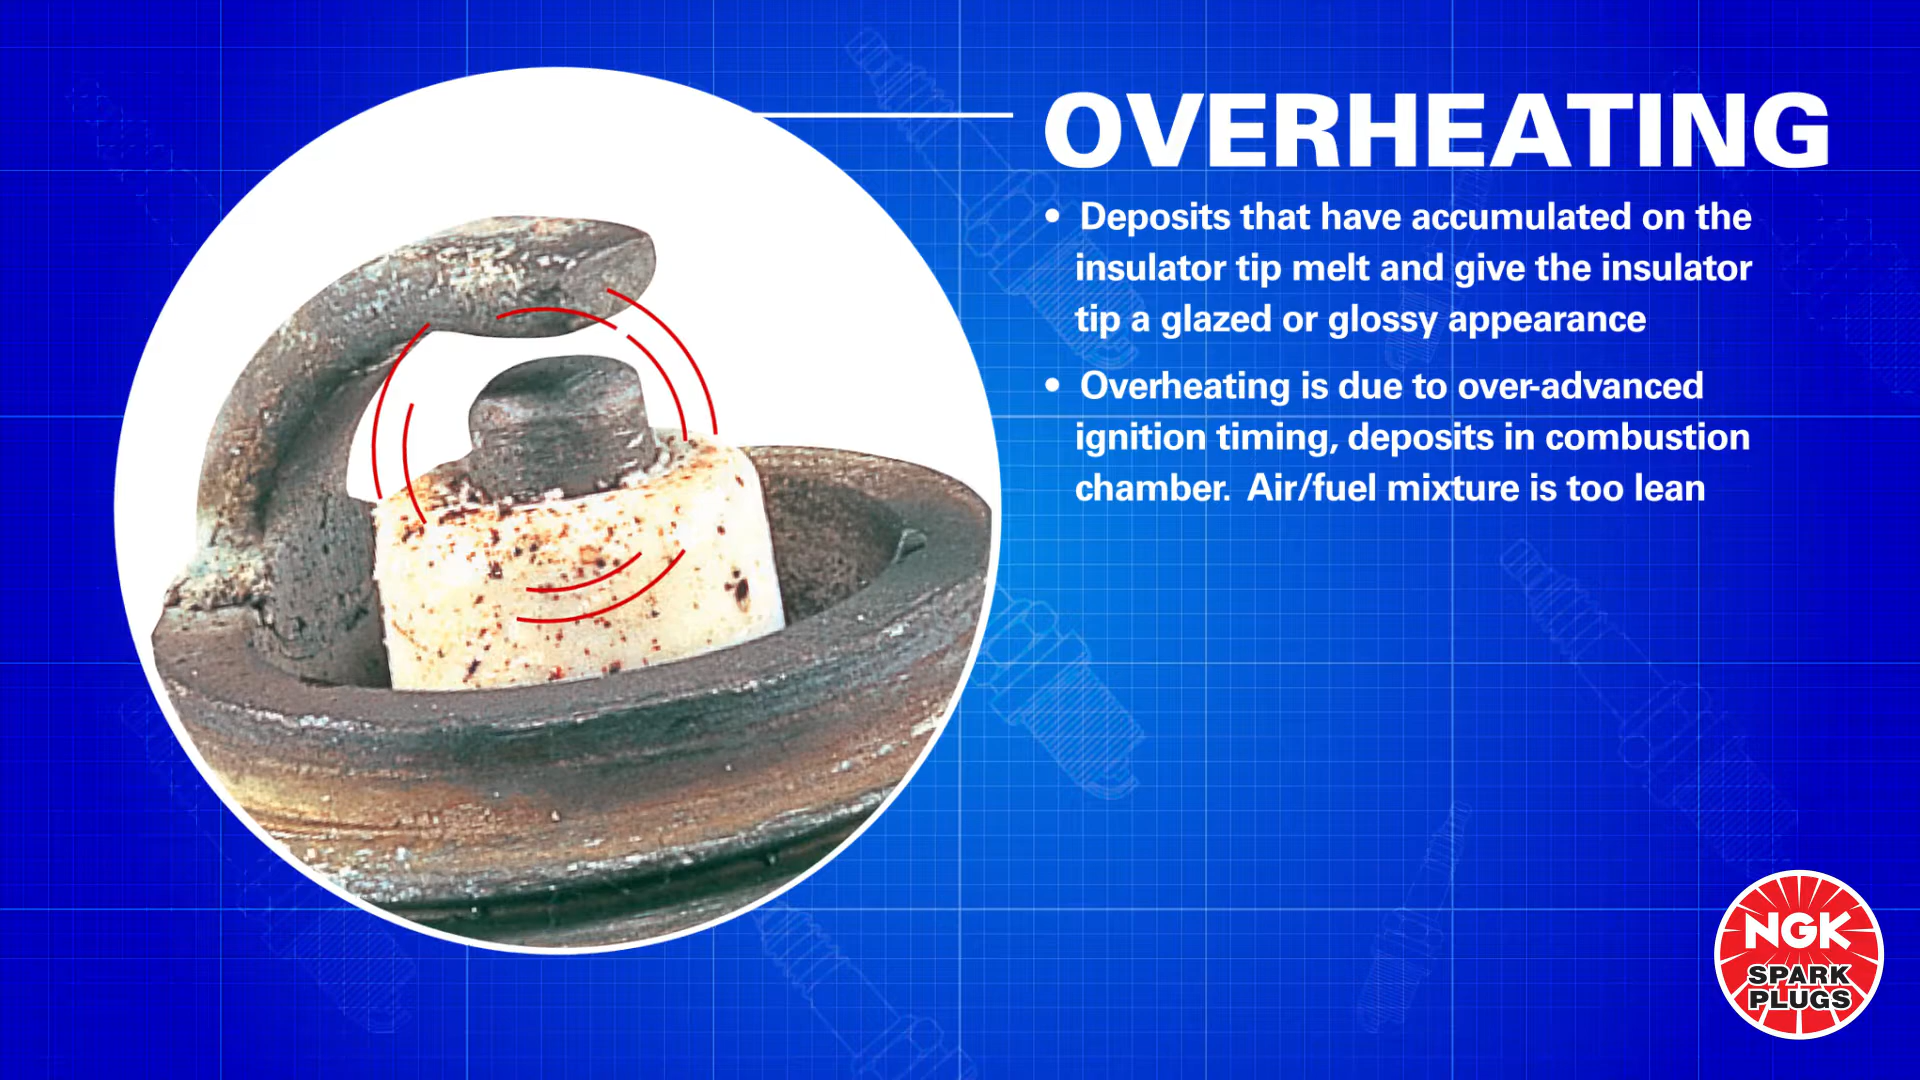 OVERHEATING
• Deposits that have accumulated on the
insulator tip melt and give the insulator
tip a glazed or glossy appearance
• Overheating is due to over-advanced
ignition timing, deposits in combustion
chamber. Air/fuel mixture is too lean
NGK
SPARK
PLUGS